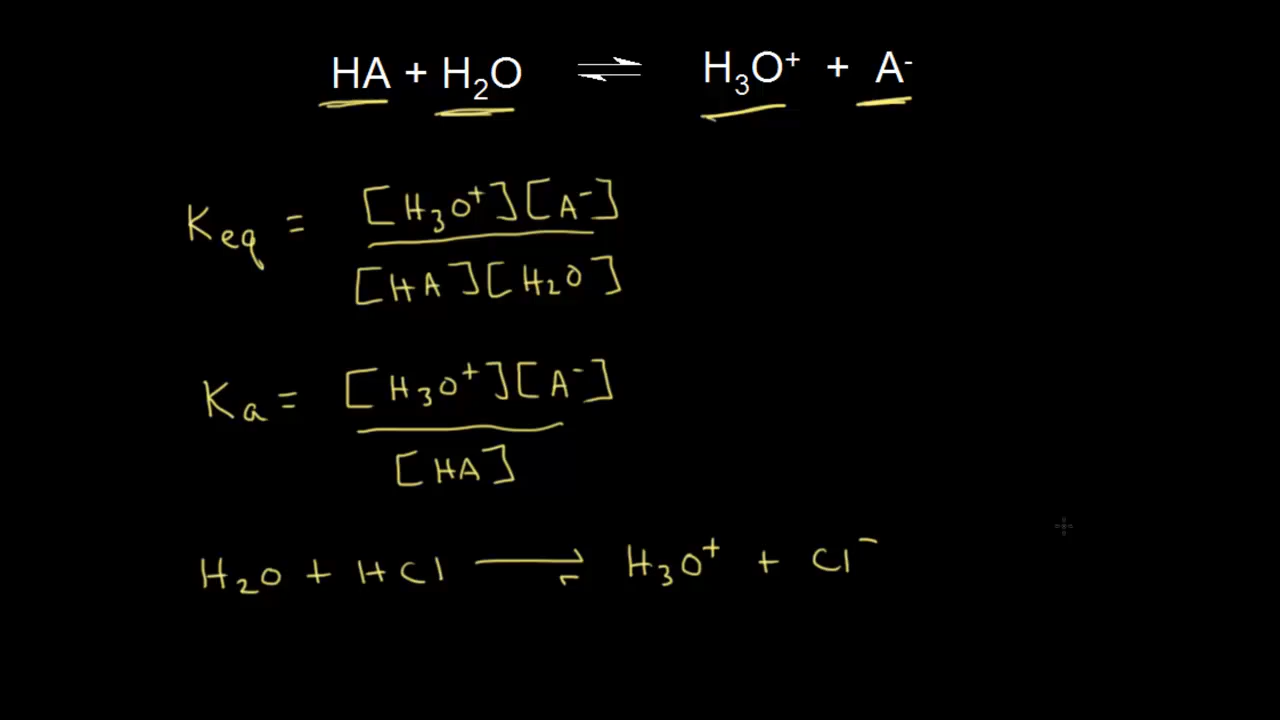 HA + H₂O ⇌ H₃O⁺ + A⁻
Keq = [H₃O⁺][A⁻]
[HA][H₂O]
Ka = [H₃O⁺][A⁻]
[HA]
H₂O + HCl ⇌ H₃O⁺ + Cl⁻